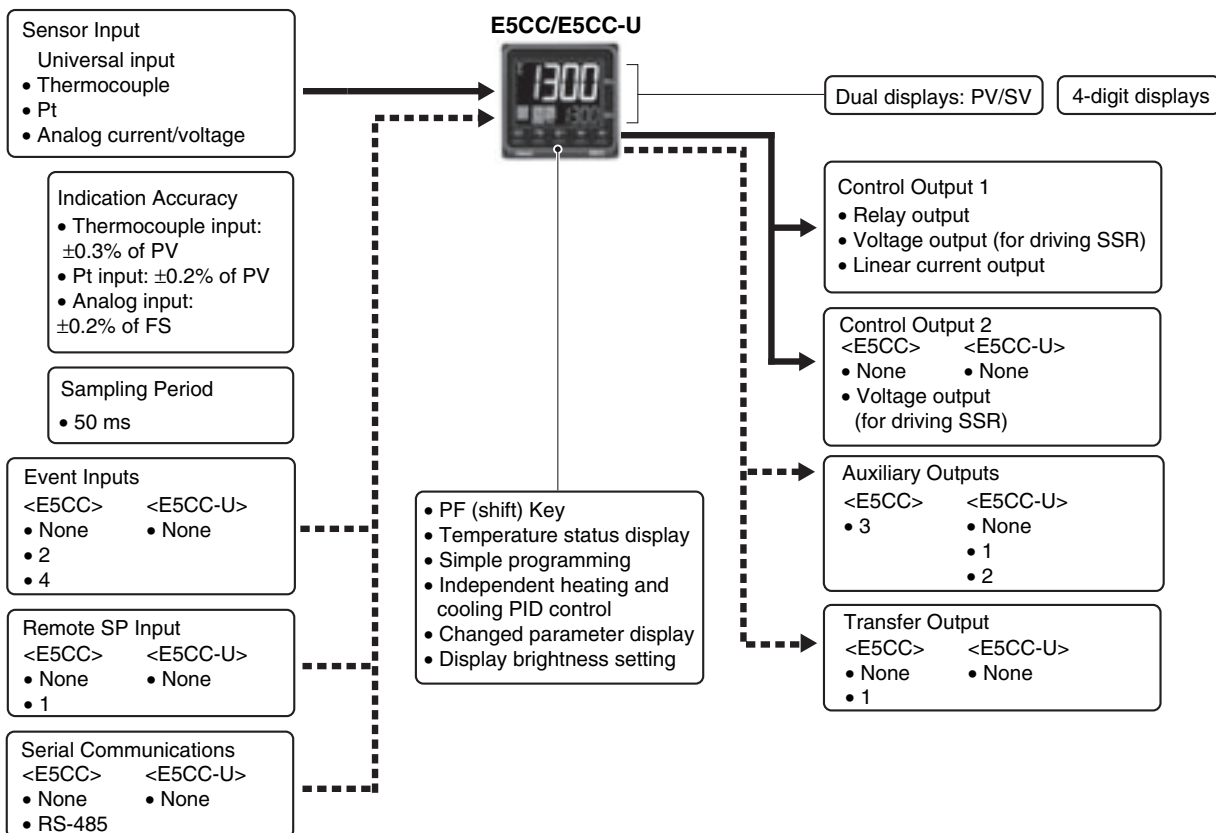 E5CC/E5CC-U
Sensor Input
Universal input
• Thermocouple
• Pt
• Analog current/voltage
1300
1300
Dual displays: PV/SV
4-digit displays
Indication Accuracy
• Thermocouple input:
±0.3% of PV
• Pt input: ±0.2% of PV
• Analog input:
±0.2% of FS
Sampling Period
• 50 ms
Event Inputs
<E5CC> <E5CC-U>
• None • None
• 2
• 4
Remote SP Input
<E5CC> <E5CC-U>
• None • None
• 1
Serial Communications
<E5CC> <E5CC-U>
• None • None
• RS-485
• PF (shift) Key
• Temperature status display
• Simple programming
• Independent heating and
cooling PID control
• Changed parameter display
• Display brightness setting
Control Output 1
• Relay output
• Voltage output (for driving SSR)
• Linear current output
Control Output 2
<E5CC> <E5CC-U>
• None • None
• Voltage output
(for driving SSR)
Auxiliary Outputs
<E5CC> <E5CC-U>
• 3 • None
• 1
• 2
Transfer Output
<E5CC> <E5CC-U>
• None • None
• 1